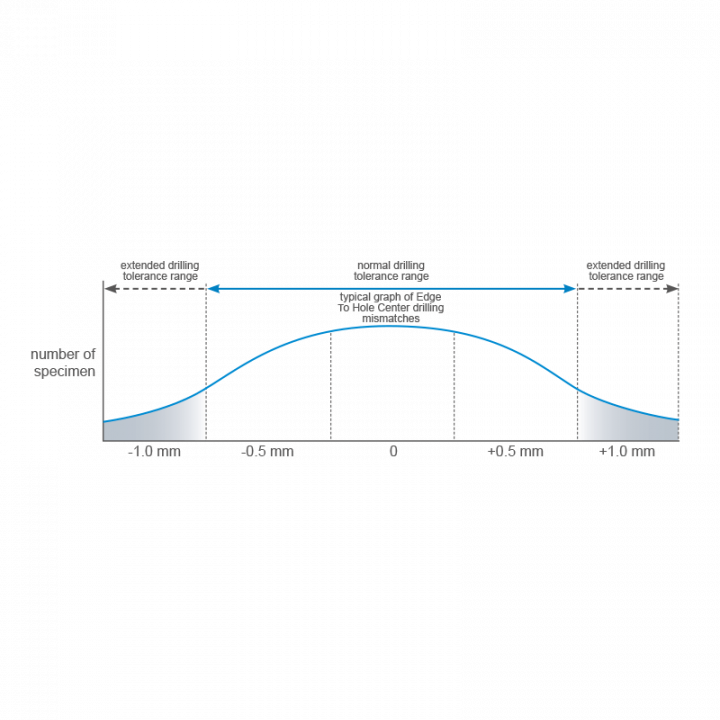 extended drilling
tolerance range
normal drilling
tolerance range
extended drilling
tolerance range
typical graph of Edge
To Hole Center drilling
mismatches
number of
specimen
-1.0 mm
-0.5 mm
0
+0.5 mm
+1.0 mm